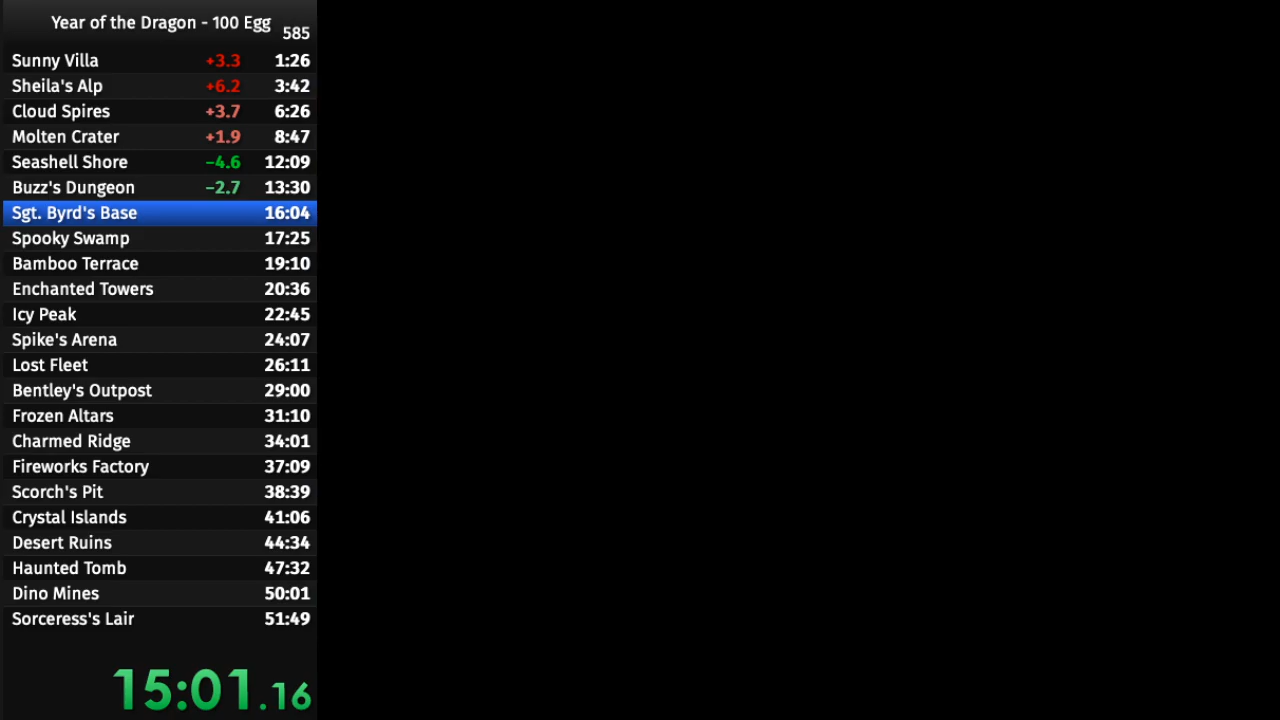 Year of the Dragon - 100 Egg
585
Sunny Villa +3.3 1:26
Sheila's Alp +6.2 3:42
Cloud Spires +3.7 6:26
Molten Crater +1.9 8:47
Seashell Shore −4.6 12:09
Buzz's Dungeon −2.7 13:30
Sgt. Byrd's Base 16:04
Spooky Swamp 17:25
Bamboo Terrace 19:10
Enchanted Towers 20:36
Icy Peak 22:45
Spike's Arena 24:07
Lost Fleet 26:11
Bentley's Outpost 29:00
Frozen Altars 31:10
Charmed Ridge 34:01
Fireworks Factory 37:09
Scorch's Pit 38:39
Crystal Islands 41:06
Desert Ruins 44:34
Haunted Tomb 47:32
Dino Mines 50:01
Sorceress's Lair 51:49
15:01.16